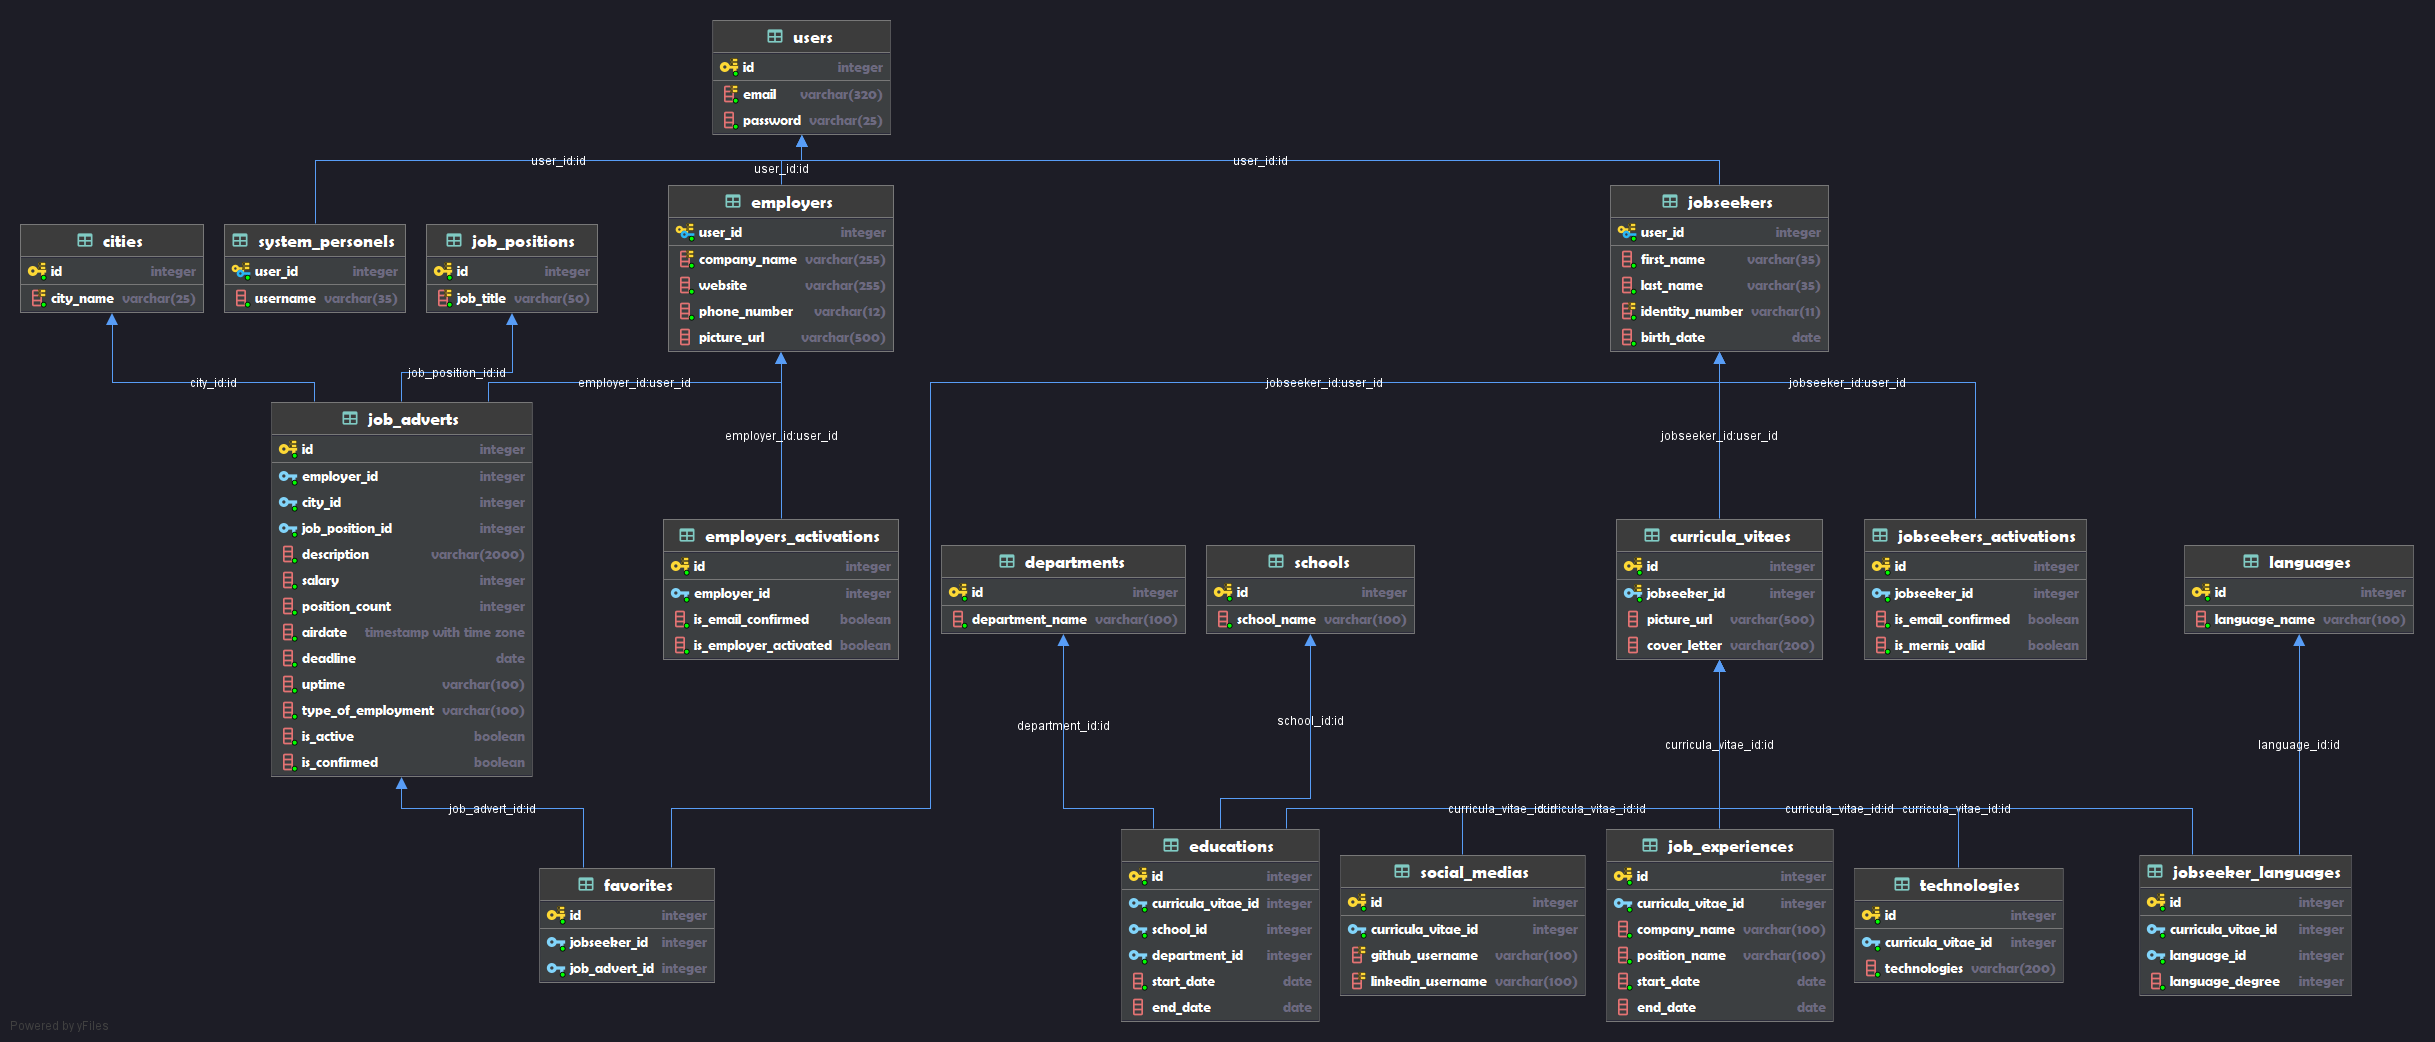 users
id integer
email varchar(320)
password varchar(25)
user_id:id
user_id:id
user_id:id
cities
id integer
city_name varchar(25)
system_personels
user_id integer
username varchar(35)
job_positions
id integer
job_title varchar(50)
employers
user_id integer
company_name varchar(255)
website varchar(255)
phone_number varchar(12)
picture_url varchar(500)
jobseekers
user_id integer
first_name varchar(35)
last_name varchar(35)
identity_number varchar(11)
birth_date date
city_id:id
job_position_id:id
employer_id:user_id
jobseeker_id:user_id
jobseeker_id:user_id
employer_id:user_id
jobseeker_id:user_id
job_adverts
id integer
employer_id integer
city_id integer
job_position_id integer
description varchar(2000)
salary integer
position_count integer
airdate timestamp with time zone
deadline date
uptime varchar(100)
type_of_employment varchar(100)
is_active boolean
is_confirmed boolean
employers_activations
id integer
employer_id integer
is_email_confirmed boolean
is_employer_activated boolean
departments
id integer
department_name varchar(100)
schools
id integer
school_name varchar(100)
curricula_vitaes
id integer
jobseeker_id integer
picture_url varchar(500)
cover_letter varchar(200)
jobseekers_activations
id integer
jobseeker_id integer
is_email_confirmed boolean
is_mernis_valid boolean
languages
id integer
language_name varchar(100)
department_id:id
school_id:id
curricula_vitae_id:id
language_id:id
job_advert_id:id
curricula_vitae_id:id
curricula_vitae_id:id
curricula_vitae_id:id
curricula_vitae_id:id
favorites
id integer
jobseeker_id integer
job_advert_id integer
educations
id integer
curricula_vitae_id integer
school_id integer
department_id integer
start_date date
end_date date
social_medias
id integer
curricula_vitae_id integer
github_username varchar(100)
linkedin_username varchar(100)
job_experiences
id integer
curricula_vitae_id integer
company_name varchar(100)
position_name varchar(100)
start_date date
end_date date
technologies
id integer
curricula_vitae_id integer
technologies varchar(200)
jobseeker_languages
id integer
curricula_vitae_id integer
language_id integer
language_degree integer
Powered by yFiles